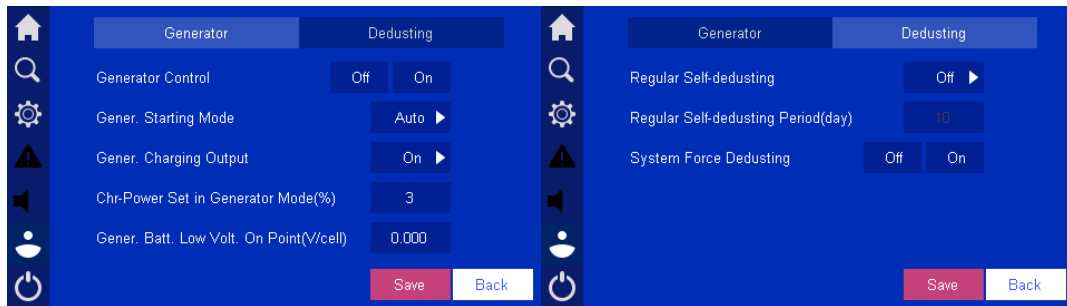 Generator Dedusting
Generator Control Off On
Gener. Starting Mode Auto
Gener. Charging Output On
Chr-Power Set in Generator Mode(%) 3
Gener. Batt. Low Volt. On Point(V/cell) 0.000
Save Back
Generator Dedusting
Regular Self-dedusting Off
Regular Self-dedusting Period(day) 10
System Force Dedusting Off On
Save Back